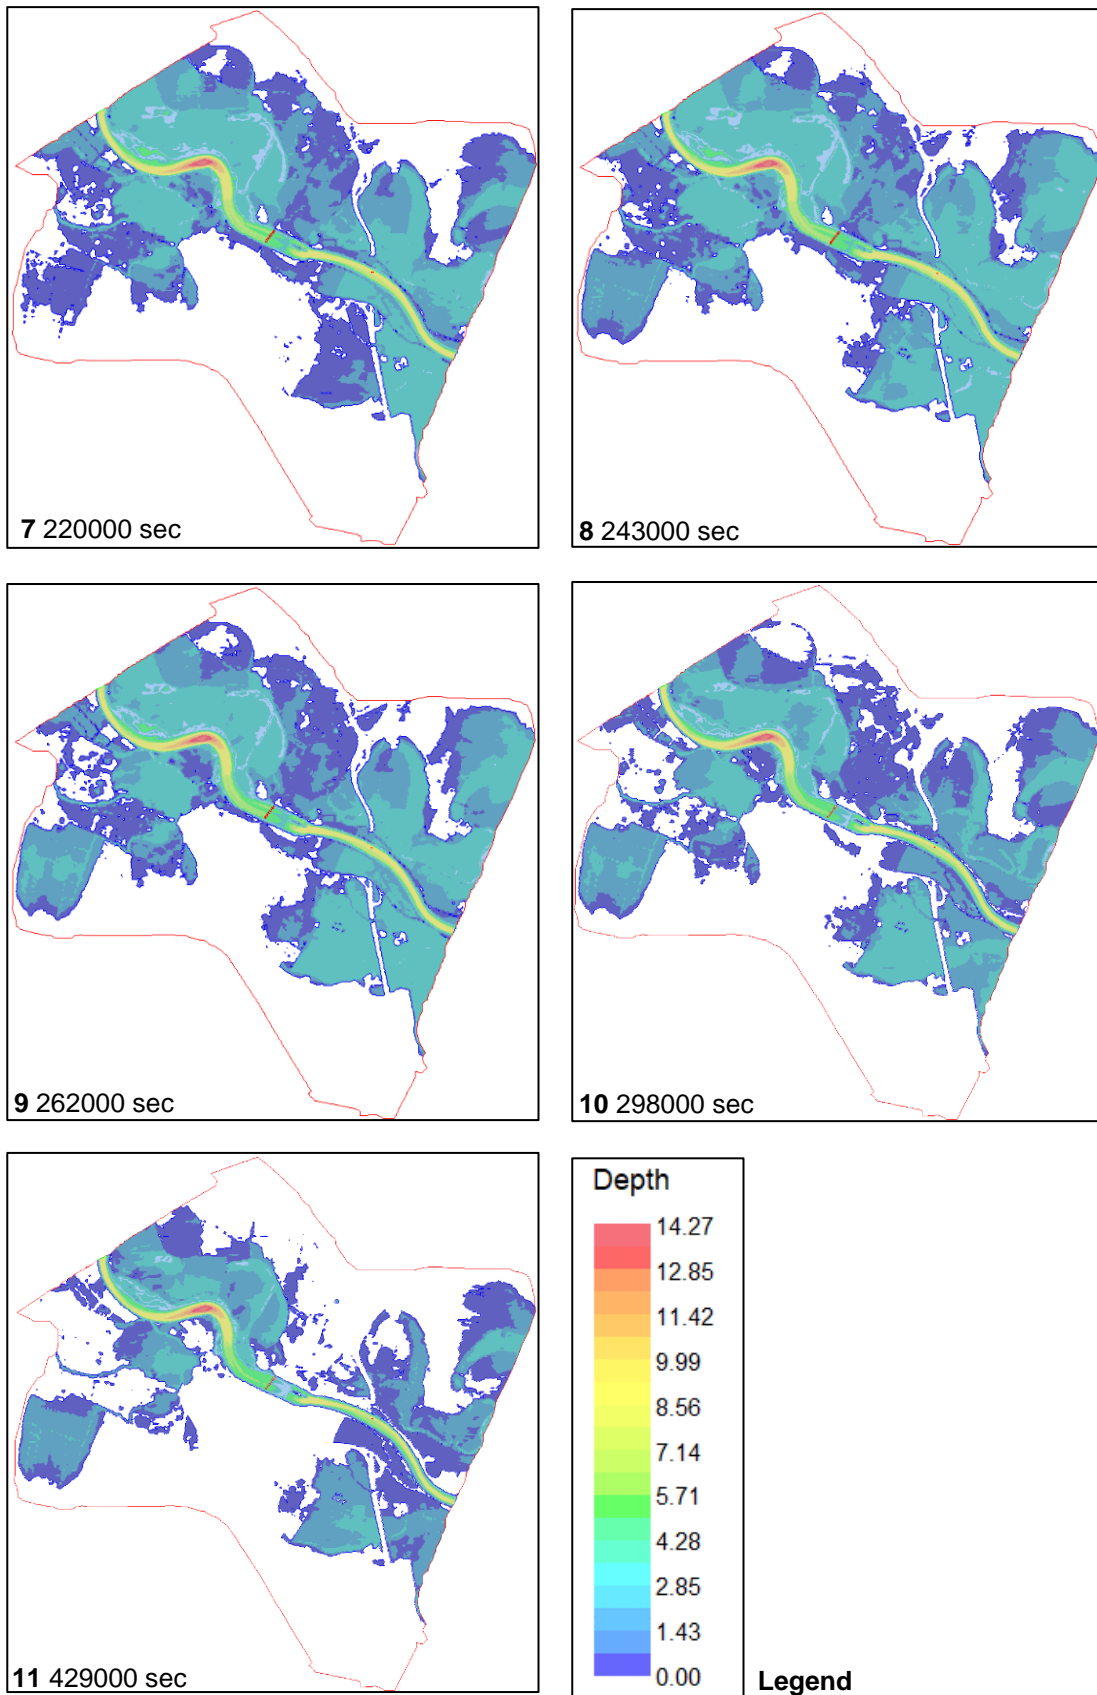 7 220000 sec
8 243000 sec
9 262000 sec
10 298000 sec
11 429000 sec
Depth
14.27
12.85
11.42
9.99
8.56
7.14
5.71
4.28
2.85
1.43
0.00
Legend